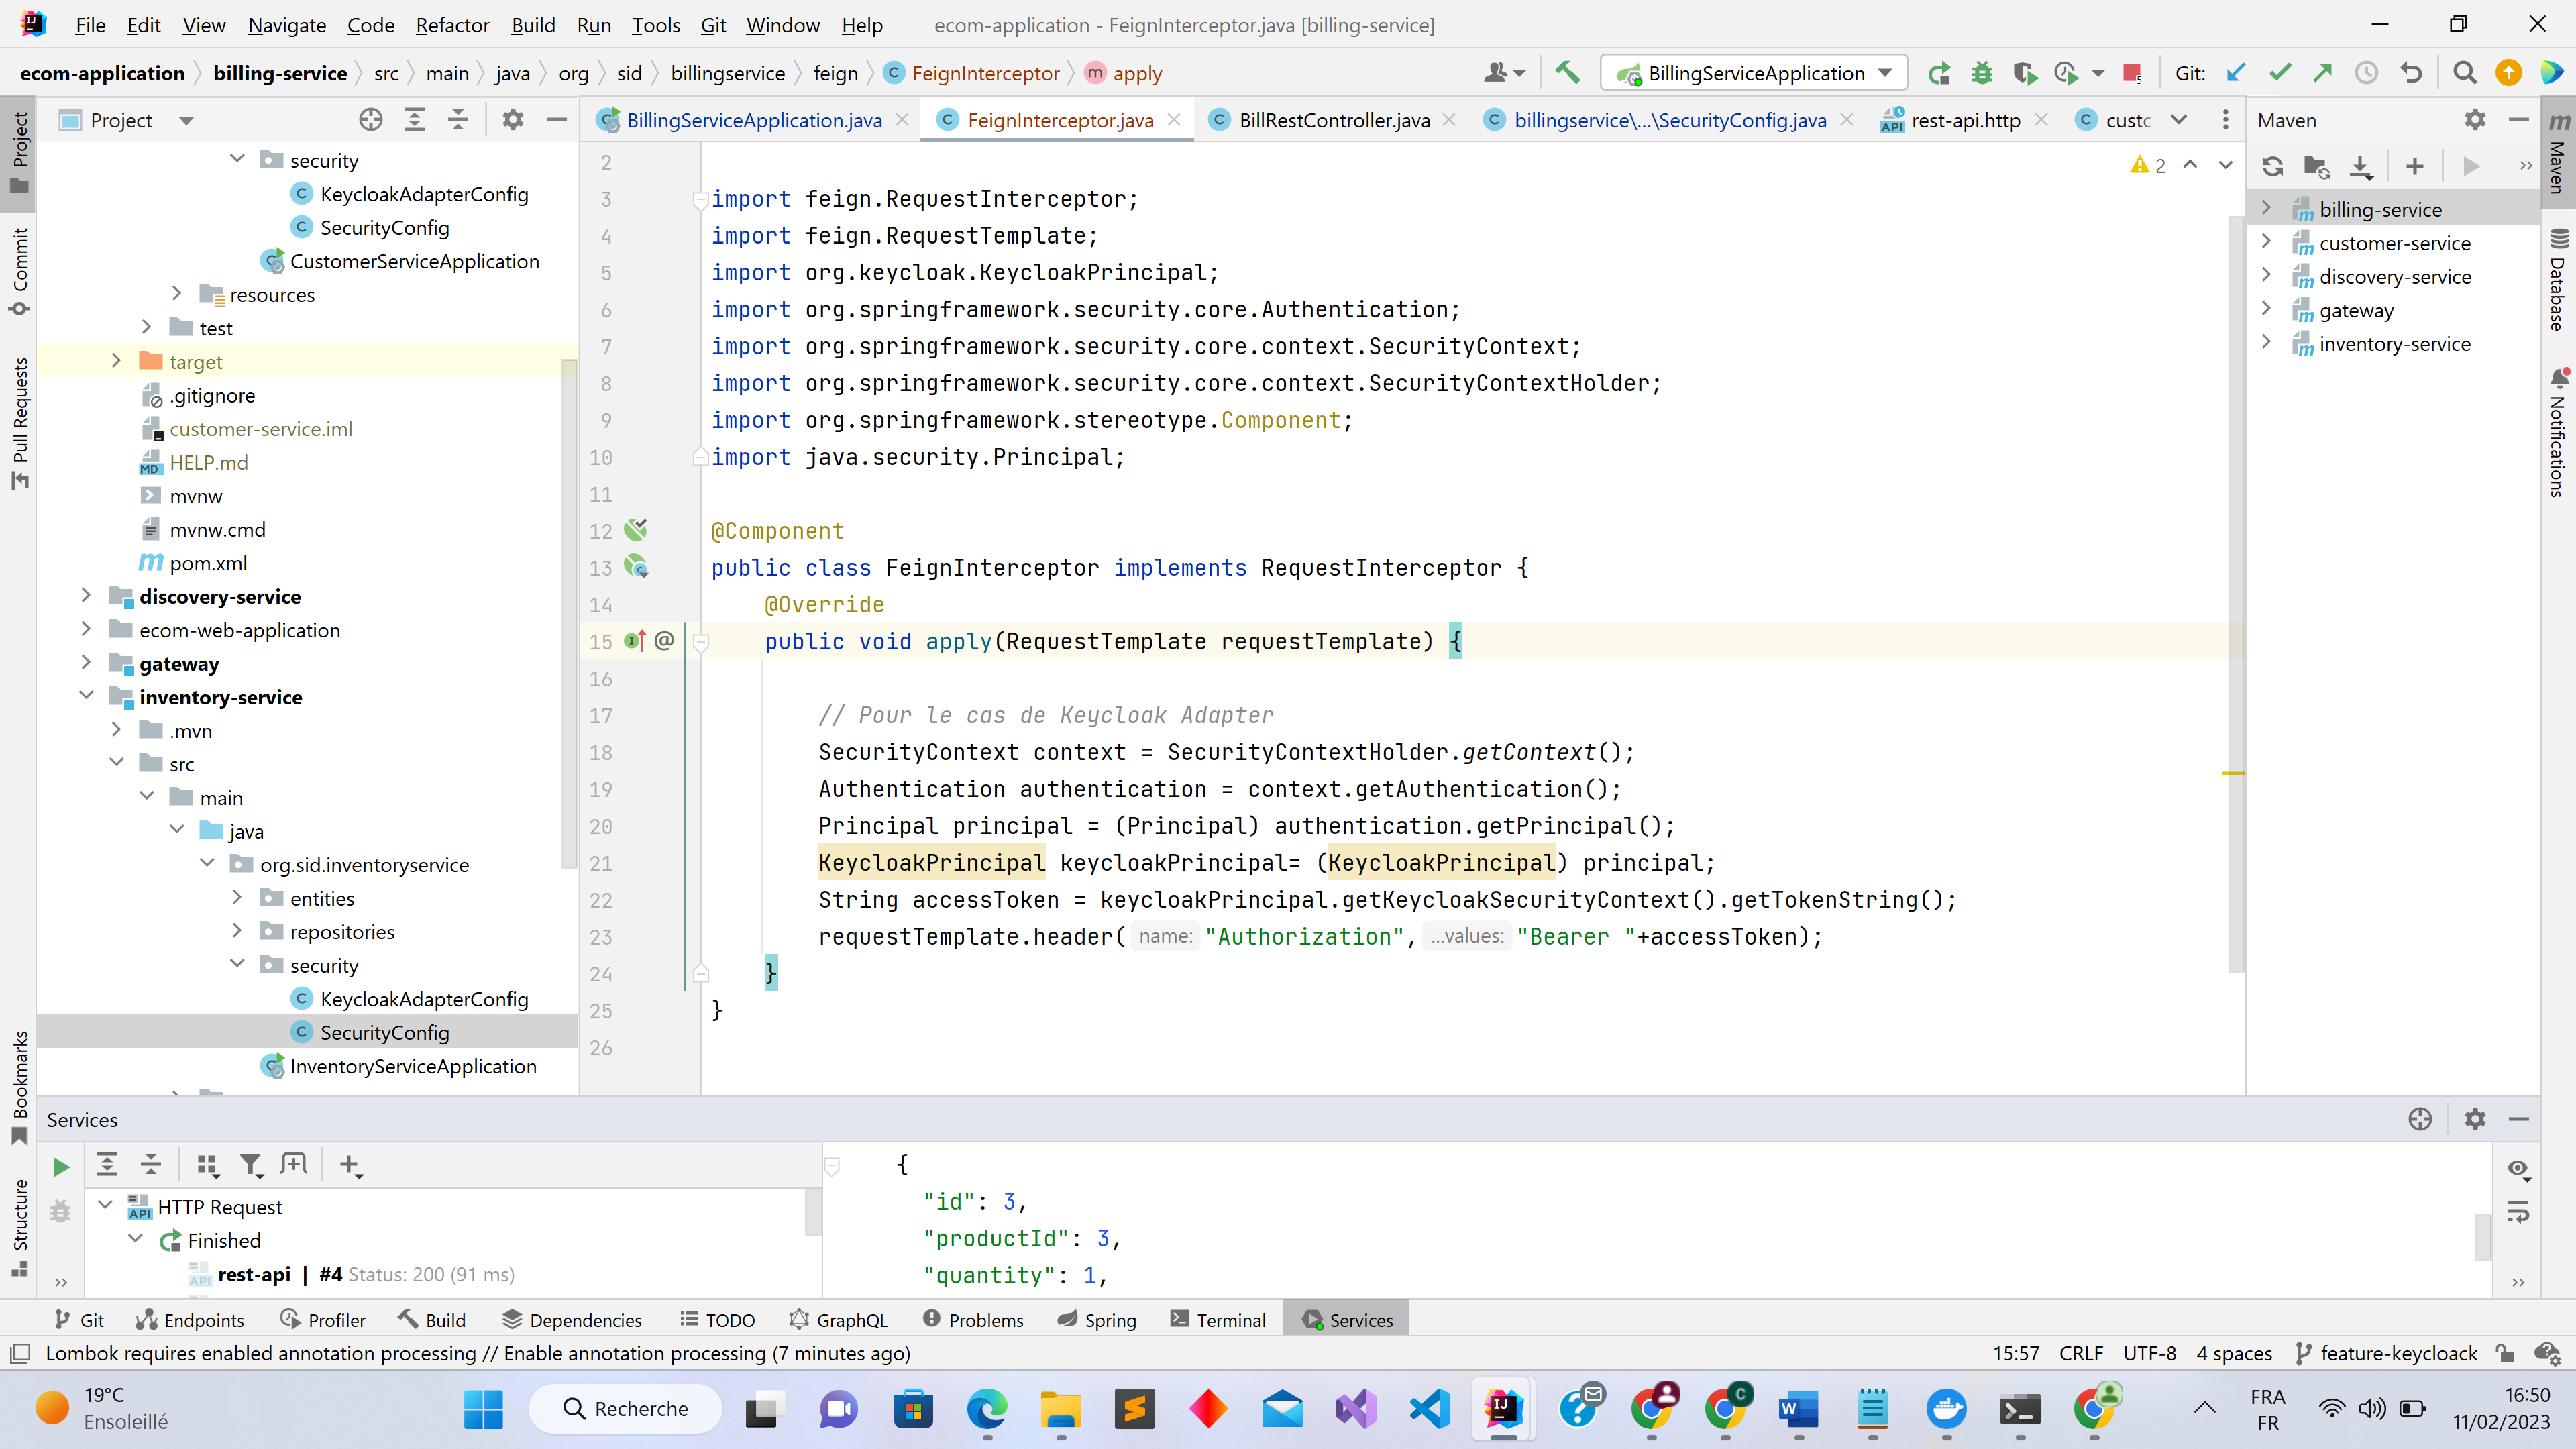 File Edit View Navigate Code Refactor Build Run Tools Git Window Help ecom-application - FeignInterceptor.java [billing-service]
ecom-application billing-service src main java org sid billingservice feign FeignInterceptor apply BillingServiceApplication Git:
Project
BillingServiceApplication.java FeignInterceptor.java BillRestController.java billingservice\...\SecurityConfig.java rest-api.http custc
Maven
Project
Commit
Pull Requests
Bookmarks
Structure
security
KeycloakAdapterConfig
SecurityConfig
CustomerServiceApplication
resources
test
target
.gitignore
customer-service.iml
HELP.md
mvnw
mvnw.cmd
pom.xml
discovery-service
ecom-web-application
gateway
inventory-service
.mvn
src
main
java
org.sid.inventoryservice
entities
repositories
security
KeycloakAdapterConfig
SecurityConfig
InventoryServiceApplication
2
3 import feign.RequestInterceptor;
4 import feign.RequestTemplate;
5 import org.keycloak.KeycloakPrincipal;
6 import org.springframework.security.core.Authentication;
7 import org.springframework.security.core.context.SecurityContext;
8 import org.springframework.security.core.context.SecurityContextHolder;
9 import org.springframework.stereotype.Component;
10 import java.security.Principal;
11
12 @Component
13 public class FeignInterceptor implements RequestInterceptor {
14 @Override
15 public void apply(RequestTemplate requestTemplate) {
16
17 // Pour le cas de Keycloak Adapter
18 SecurityContext context = SecurityContextHolder.getContext();
19 Authentication authentication = context.getAuthentication();
20 Principal principal = (Principal) authentication.getPrincipal();
21 KeycloakPrincipal keycloakPrincipal= (KeycloakPrincipal) principal;
22 String accessToken = keycloakPrincipal.getKeycloakSecurityContext().getTokenString();
23 requestTemplate.header( name: "Authorization", ...values: "Bearer "+accessToken);
24 }
25 }
26
2
billing-service
customer-service
discovery-service
gateway
inventory-service
Maven
Database
Notifications
Services
HTTP Request
Finished
rest-api | #4 Status: 200 (91 ms)
{
"id": 3,
"productId": 3,
"quantity": 1,
Git Endpoints Profiler Build Dependencies TODO GraphQL Problems Spring Terminal Services
Lombok requires enabled annotation processing // Enable annotation processing (7 minutes ago) 15:57 CRLF UTF-8 4 spaces feature-keycloack
19°C
Ensoleillé
Recherche
FRA
FR
16:50
11/02/2023